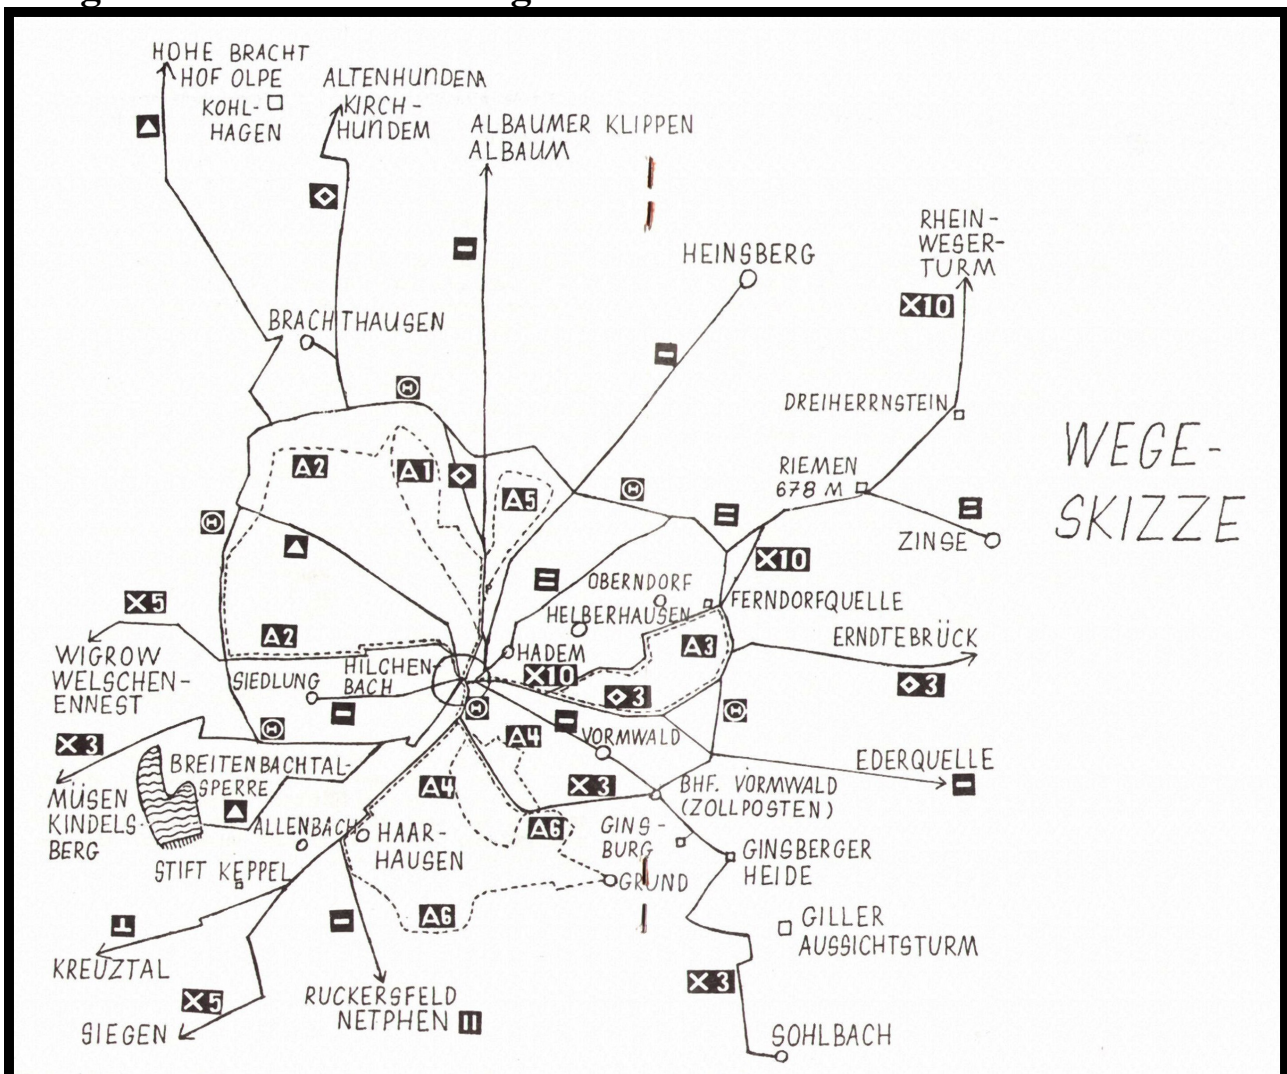 HOHE BRACHT
HOF OLPE
KOHL-
HAGEN
ALTENHUNDEM
KIRCH-
HUNDEM
ALBAUMER KLIPPEN
ALBAUM
HEINSBERG
RHEIN-
WESER-
TURM
X10
BRACHTHAUSEN
DREIHERRNSTEIN
WEGE-
SKIZZE
RIEMEN
678 M
ZINSE
A2
A1
A5
X10
X5
OBERNDORF
HELBERHAUSEN
FERNDORFQUELLE
ERNDTEBRÜCK
A2
A3
WIGROW
WELSCHEN-
ENNEST
SIEDLUNG
HILCHEN-
BACH
HADEM
X10
3
3
X3
A4
VORMWALD
EDERQUELLE
BREITENBACHTAL-
SPERRE
A4
X3
BHF. VORMWALD
(ZOLLPOSTEN)
MÜSEN
KINDELS-
BERG
ALLENBACH
HAAR-
HAUSEN
A6
GINS-
BURG
GINSBERGER
HEIDE
STIFT KEPPEL
GRUND
A6
GILLER
AUSSICHTSTURM
KREUZTAL
X5
SIEGEN
RUCKERSFELD
NETPHEN
X3
SOHLBACH